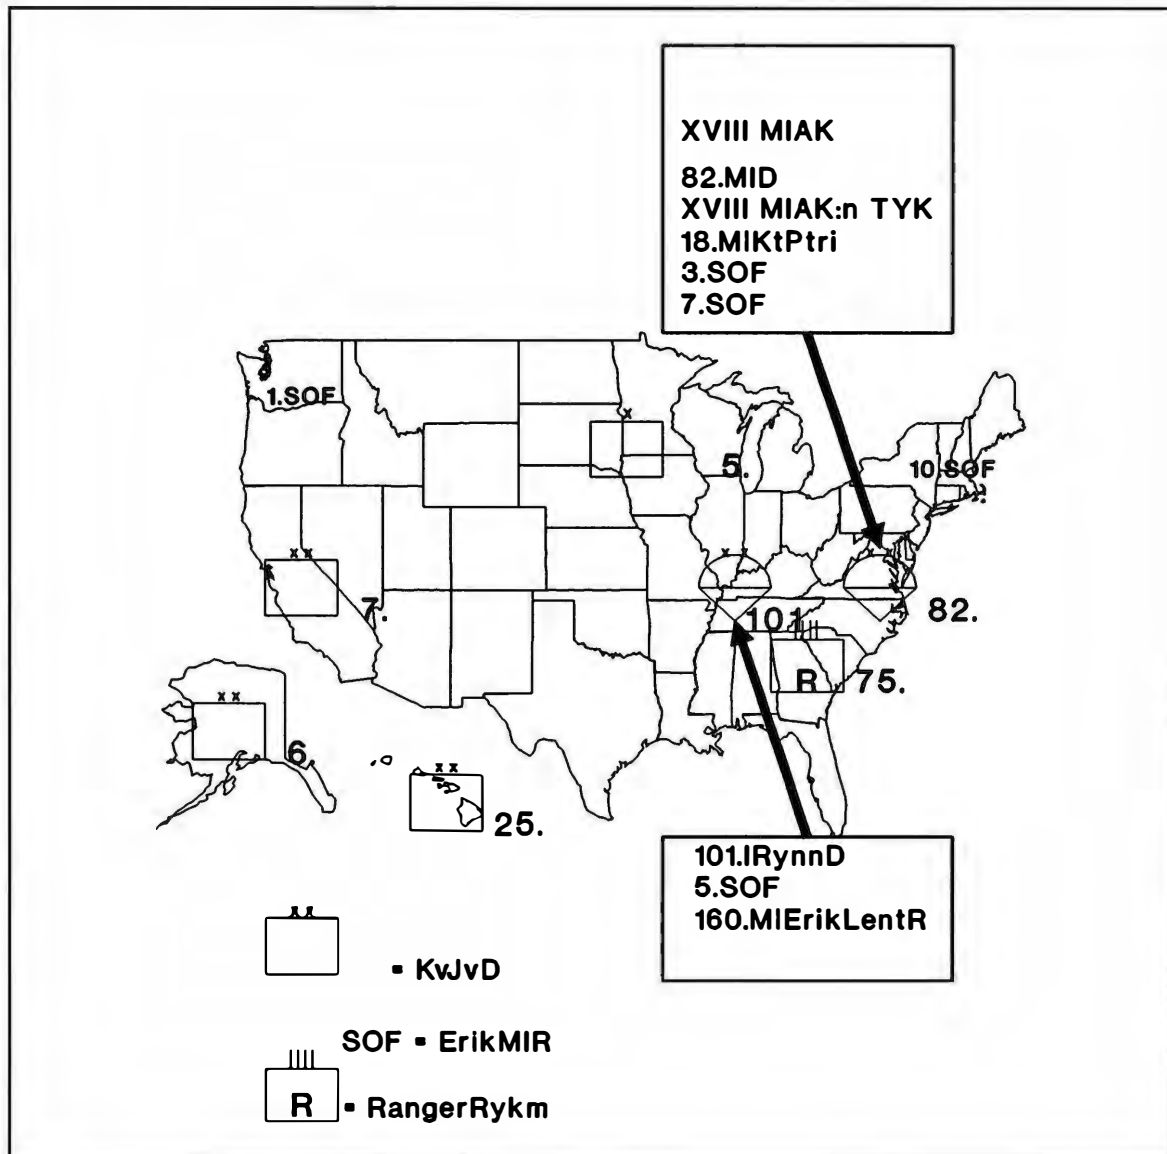 XVIII MIAK
82.MID
XVIII MIAK:n TYK
18.MIKtPtri
3.SOF
7.SOF
1.SOF
x
5.
10.SOF
x x
x x
x x
7.
101
82.
R
75.
x x
6.
x x
25.
101.IRynnD
5.SOF
160.MIErikLentR
x x
= KvJvD
SOF = ErikMIR
R = RangerRykm